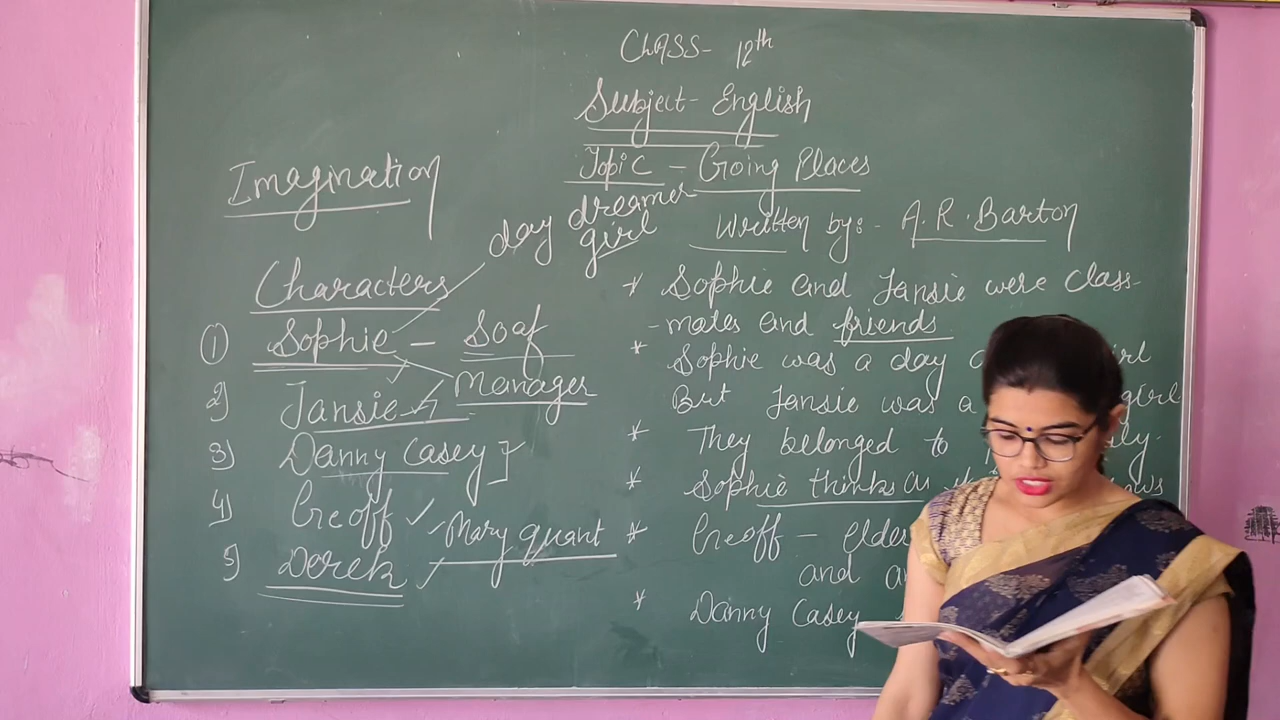 Class- 12th
Subject- English
Topic - Going Places
Written by:- A.R. Barton
Imagination
day dreamer
girl
Characters
1 Sophie - Soaf
Manager
2) Jansie
3) Danny Casey
4) Geoff
Mary quant
5) Derek
* Sophie and Jansie were class-
-mates and friends.
* Sophie was a day
But Jansie was a girl
* They belonged to
* Sophie thinks
* Geoff - elde
and
* Danny Casey